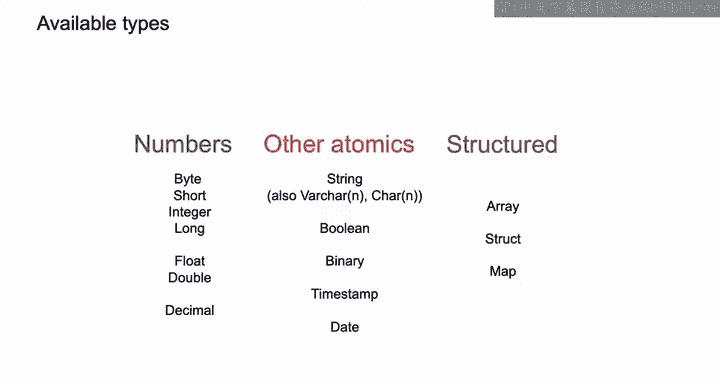 Available types
Numbers
Byte
Short
Integer
Long
Float
Double
Decimal
Other atomics
String
(also Varchar(n), Char(n))
Boolean
Binary
Timestamp
Date
Structured
Array
Struct
Map